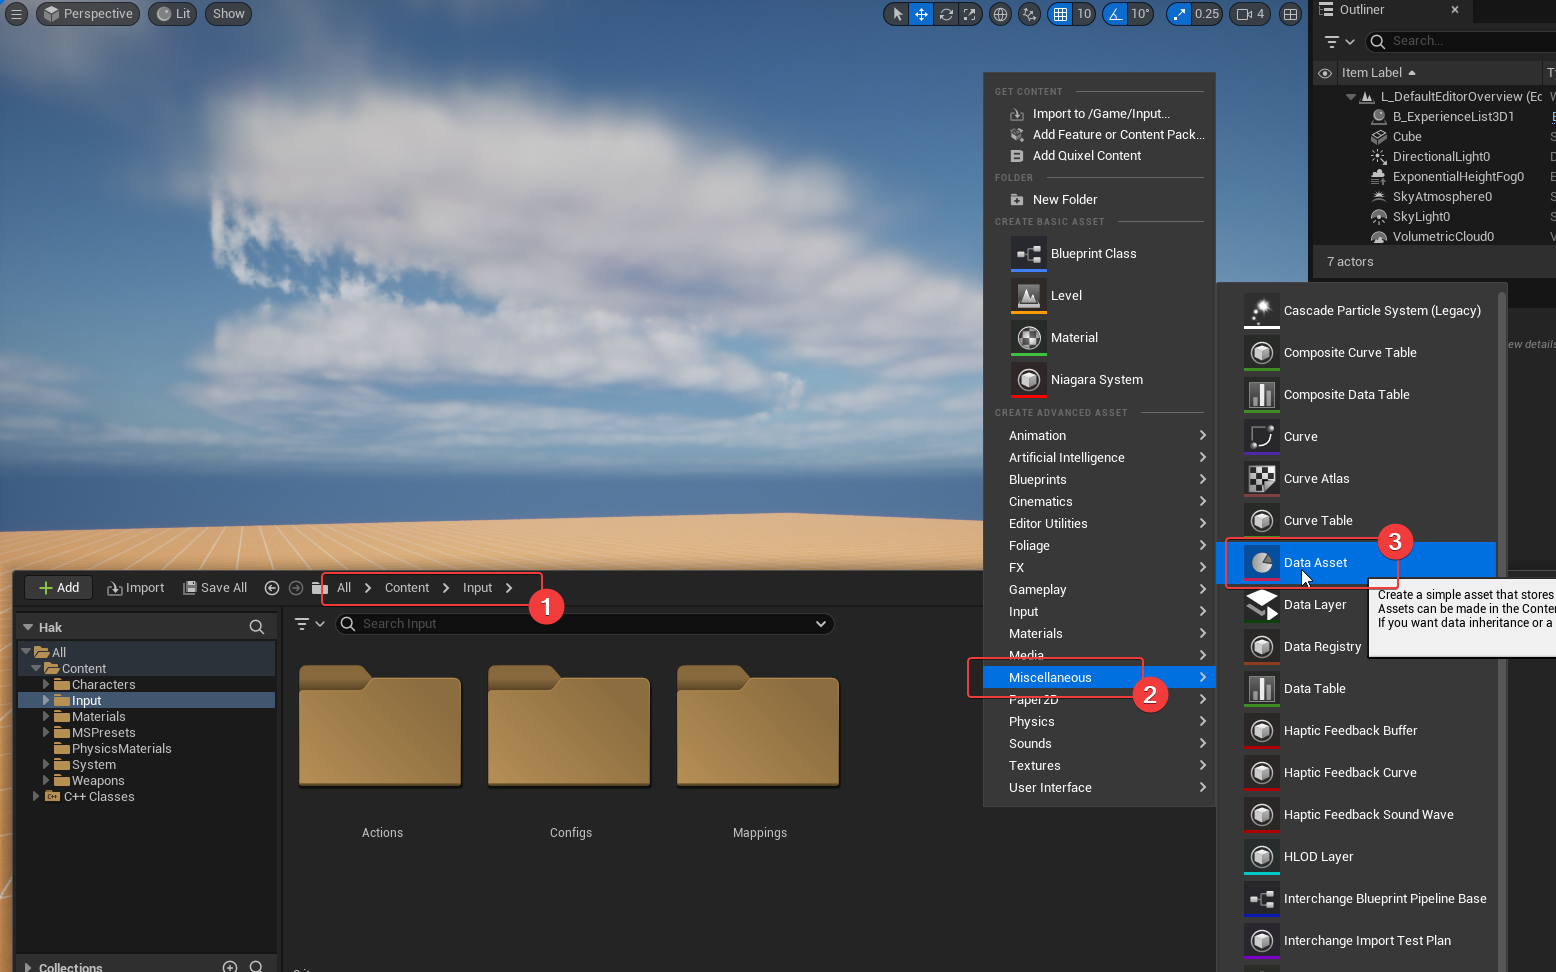 Perspective
Lit
Show
10
10°
0.25
4
Outliner
Search...
Item Label
L_DefaultEditorOverview (Ec
B_ExperienceList3D1
Cube
DirectionalLight0
ExponentialHeightFog0
SkyAtmosphere0
SkyLight0
VolumetricCloud0
7 actors
ew details
GET CONTENT
Import to /Game/Input...
Add Feature or Content Pack...
Add Quixel Content
FOLDER
New Folder
CREATE BASIC ASSET
Blueprint Class
Level
Material
Niagara System
CREATE ADVANCED ASSET
Animation
Artificial Intelligence
Blueprints
Cinematics
Editor Utilities
Foliage
FX
Gameplay
Input
Materials
Media
Miscellaneous
2
Paper2D
Physics
Sounds
Textures
User Interface
Cascade Particle System (Legacy)
Composite Curve Table
Composite Data Table
Curve
Curve Atlas
Curve Table
3
Data Asset
Create a simple asset that stores
Assets can be made in the Conte
If you want data inheritance or a
Data Layer
Data Registry
Data Table
Haptic Feedback Buffer
Haptic Feedback Curve
Haptic Feedback Sound Wave
HLOD Layer
Interchange Blueprint Pipeline Base
Interchange Import Test Plan
Add
Import
Save All
All
Content
Input
1
Hak
All
Content
Characters
Input
Materials
MSPresets
PhysicsMaterials
System
Weapons
C++ Classes
Collections
Search Input
Actions
Configs
Mappings